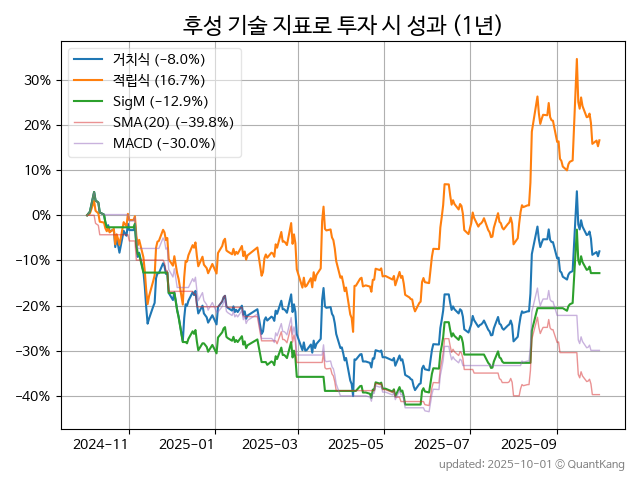 후성 기술 지표로 투자 시 성과 (1년)
거치식 (−8.0%)
적립식 (16.7%)
SigM (−12.9%)
SMA(20) (−39.8%)
MACD (−30.0%)
30%
20%
10%
0%
−10%
−20%
−30%
−40%
2024-11 2025-01 2025-03 2025-05 2025-07 2025-09
updated: 2025-10-01 © QuantKang